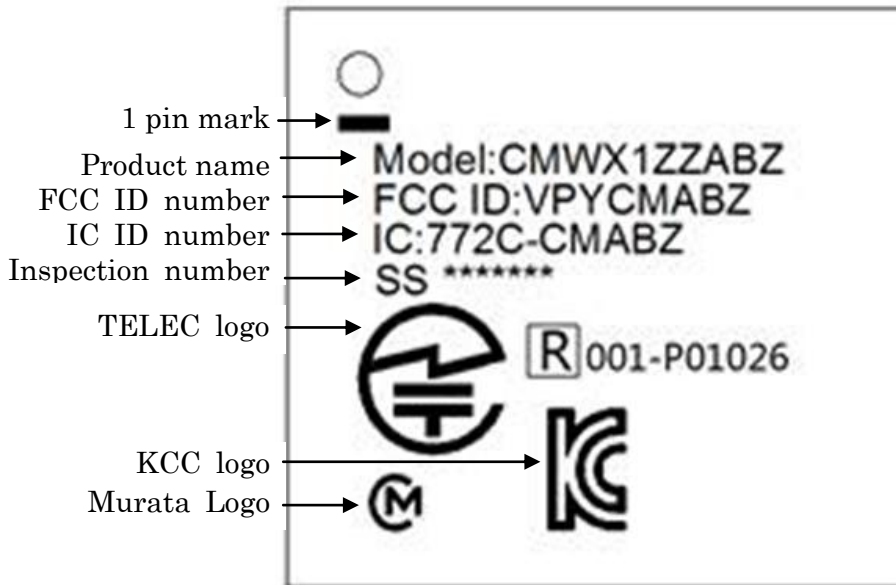 1 pin mark
Product name Model:CMWX1ZZABZ
FCC ID number FCC ID:VPYCMABZ
IC ID number IC:772C-CMABZ
Inspection number SS *******
TELEC logo
R 001-P01026
KCC logo
Murata Logo